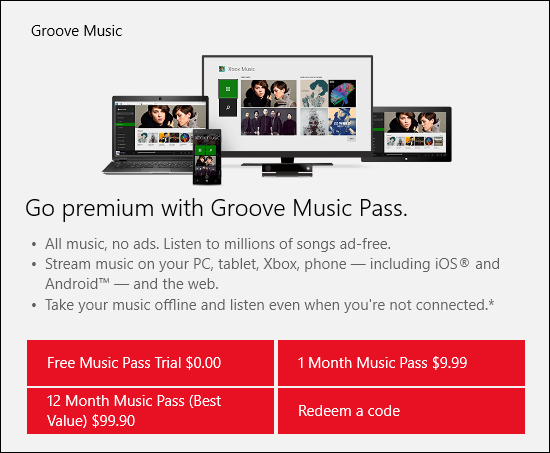 Groove Music
Xbox Music
Go premium with Groove Music Pass.
• All music, no ads. Listen to millions of songs ad-free.
• Stream music on your PC, tablet, Xbox, phone — including iOS® and
Android™ — and the web.
• Take your music offline and listen even when you're not connected.*
Free Music Pass Trial $0.00
1 Month Music Pass $9.99
12 Month Music Pass (Best
Value) $99.90
Redeem a code